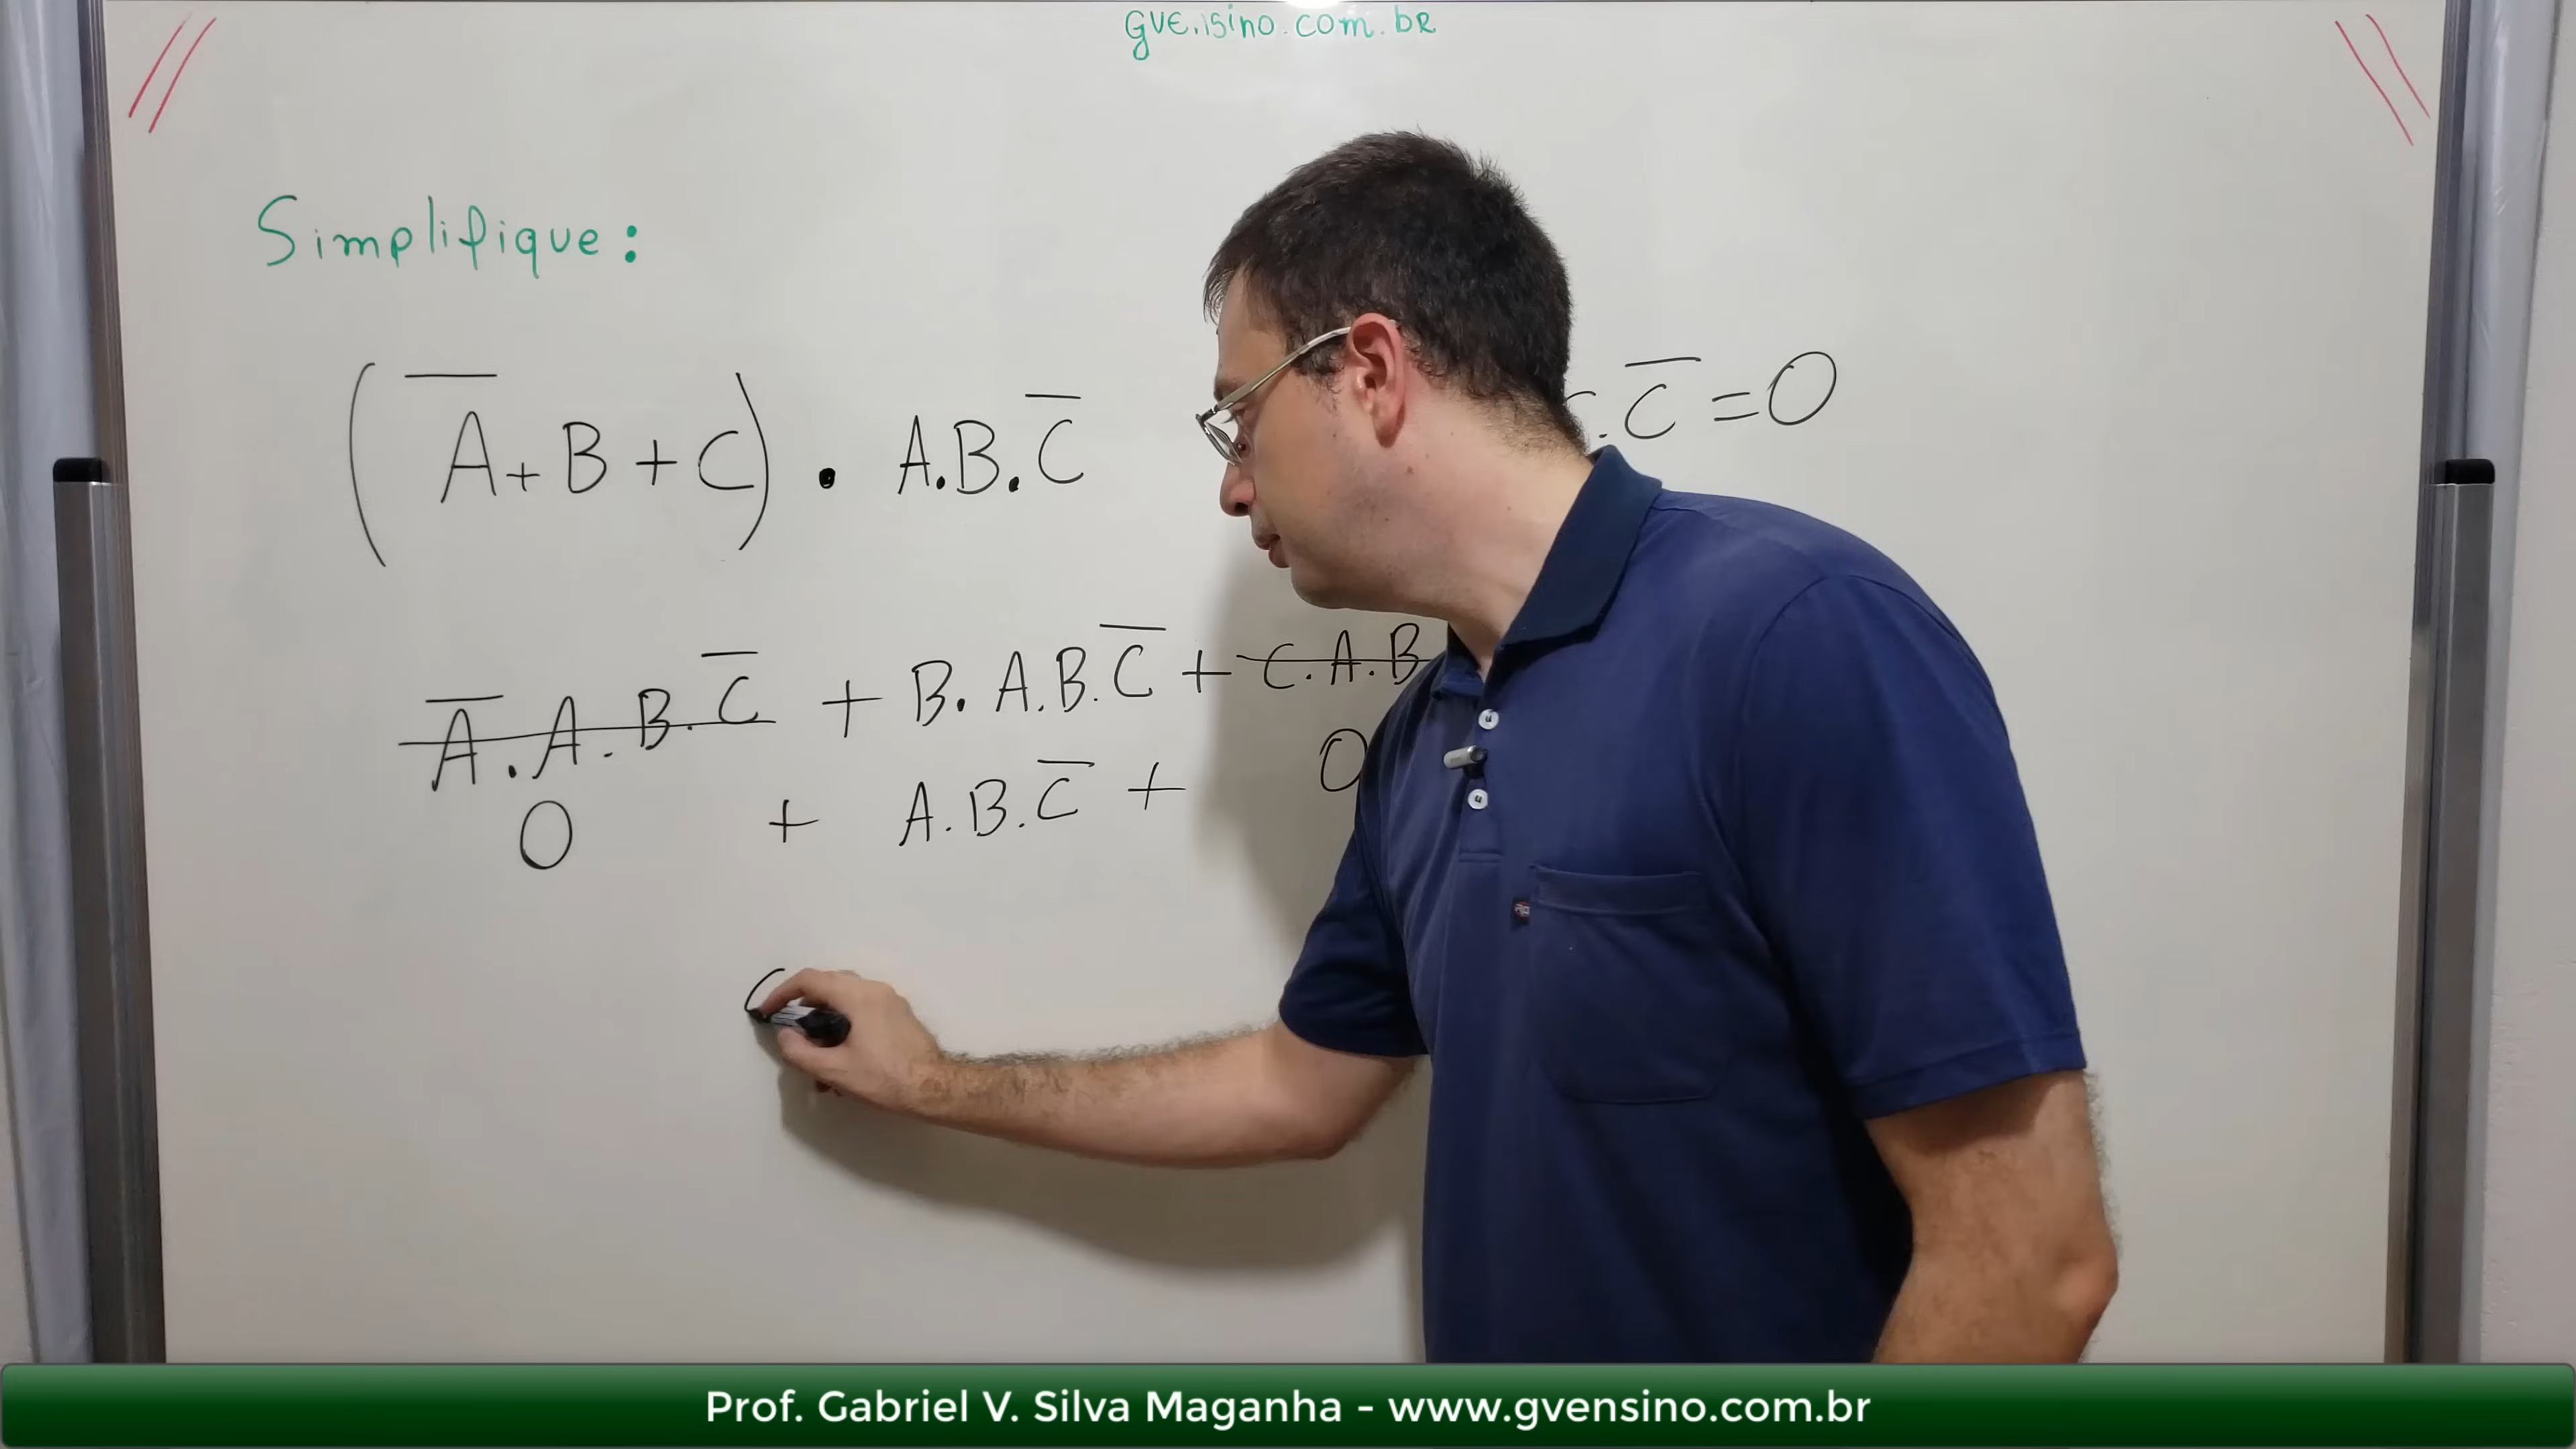 gvensino.com.br
Simplifique:
(A̅+B+C) . A.B.C̅
.C̅=0
A̅.A.B.C̅ + B.A.B.C̅ + C.A.B
0 + A.B.C̅ + 0
Prof. Gabriel V. Silva Maganha - www.gvensino.com.br